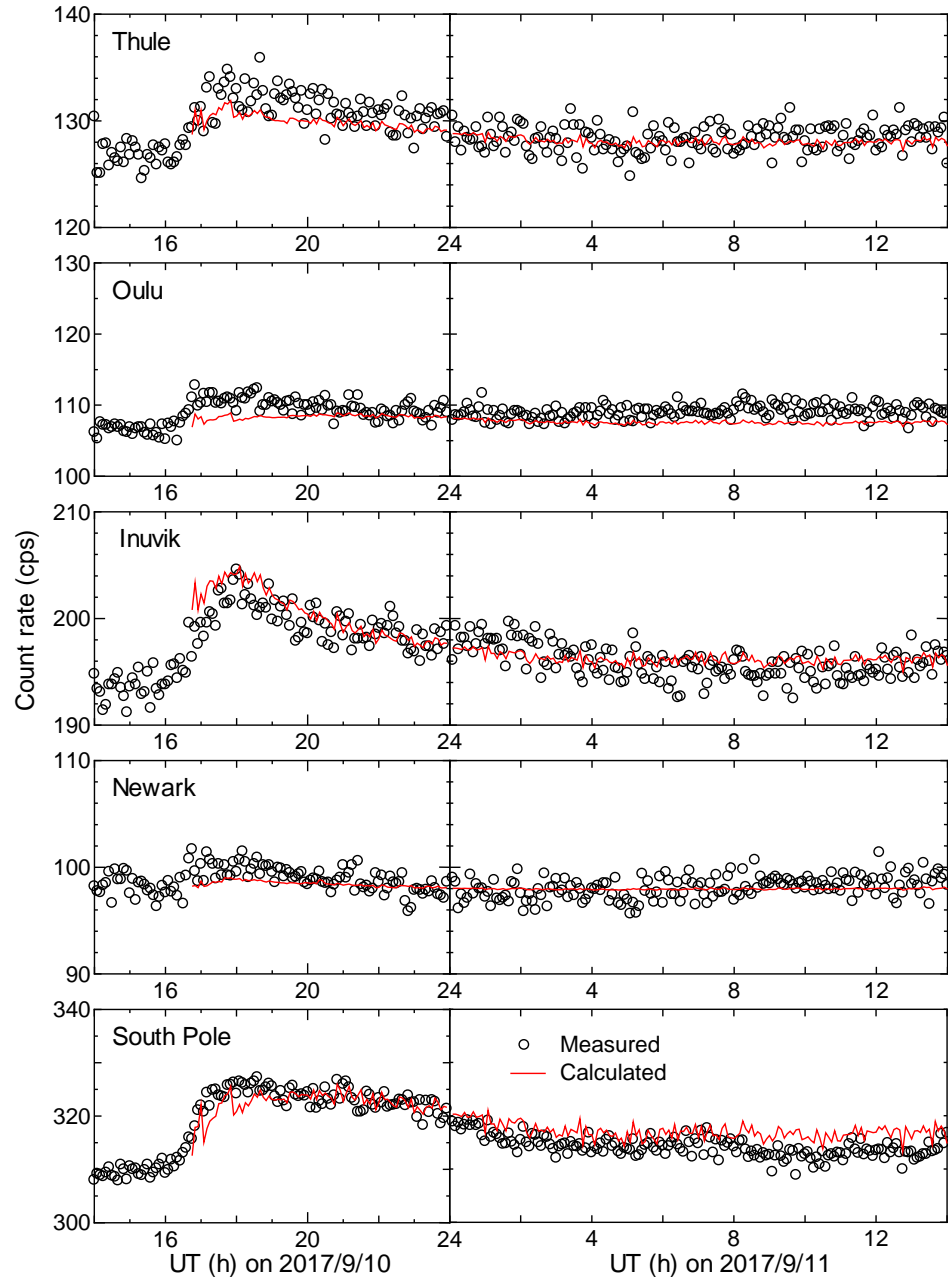 140
Thule
130
120
16 20 24 4 8 12
130
Oulu
120
110
100
16 20 24 4 8 12
210
Inuvik
200
190
16 20 24 4 8 12
110
Newark
100
90
16 20 24 4 8 12
340
South Pole
Measured
Calculated
320
300
16 20 24 4 8 12
UT (h) on 2017/9/10 UT (h) on 2017/9/11
Count rate (cps)